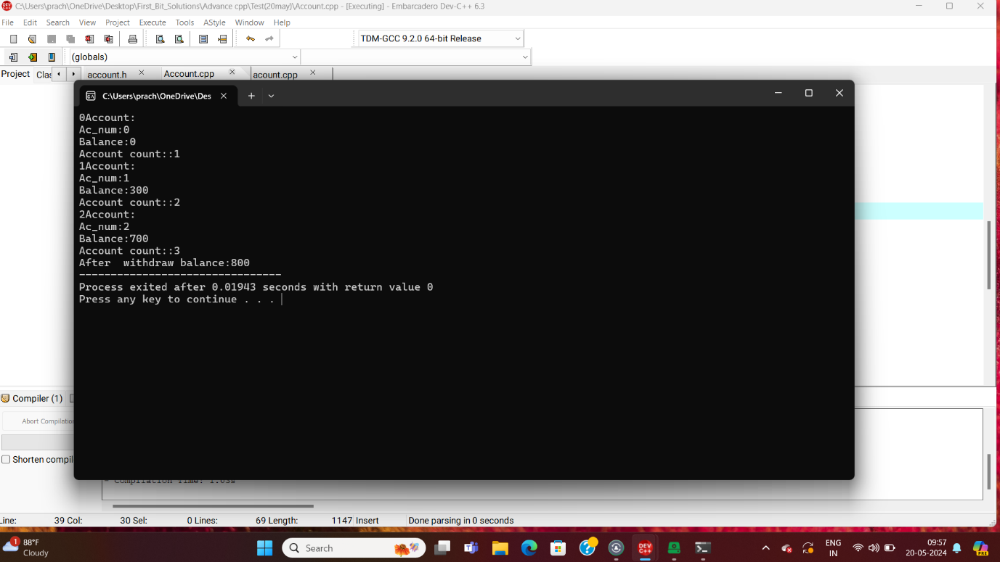 C:\Users\prach\OneDrive\Desktop\First_Bit_Solutions\Advance cpp\Test(20may)\Account.cpp - [Executing] - Embarcadero Dev-C++ 6.3
File Edit Search View Project Execute Tools AStyle Window Help
TDM-GCC 9.2.0 64-bit Release
(globals)
Project Clas account.h Account.cpp acount.cpp
C:\Users\prach\OneDrive\Des
0Account:
Ac_num:0
Balance:0
Account count::1
1Account:
Ac_num:1
Balance:300
Account count::2
2Account:
Ac_num:2
Balance:700
Account count::3
After  withdraw balance:800
--------------------------------
Process exited after 0.01943 seconds with return value 0
Press any key to continue . . .
Compiler (1)
Abort Compilation
Shorten compil
- Compilation Time: 1.03s
Line: 39 Col: 30 Sel: 0 Lines: 69 Length: 1147 Insert Done parsing in 0 seconds
1 88°F
Cloudy
Search
DEV C++
ENG
IN
09:57
20-05-2024
PRE